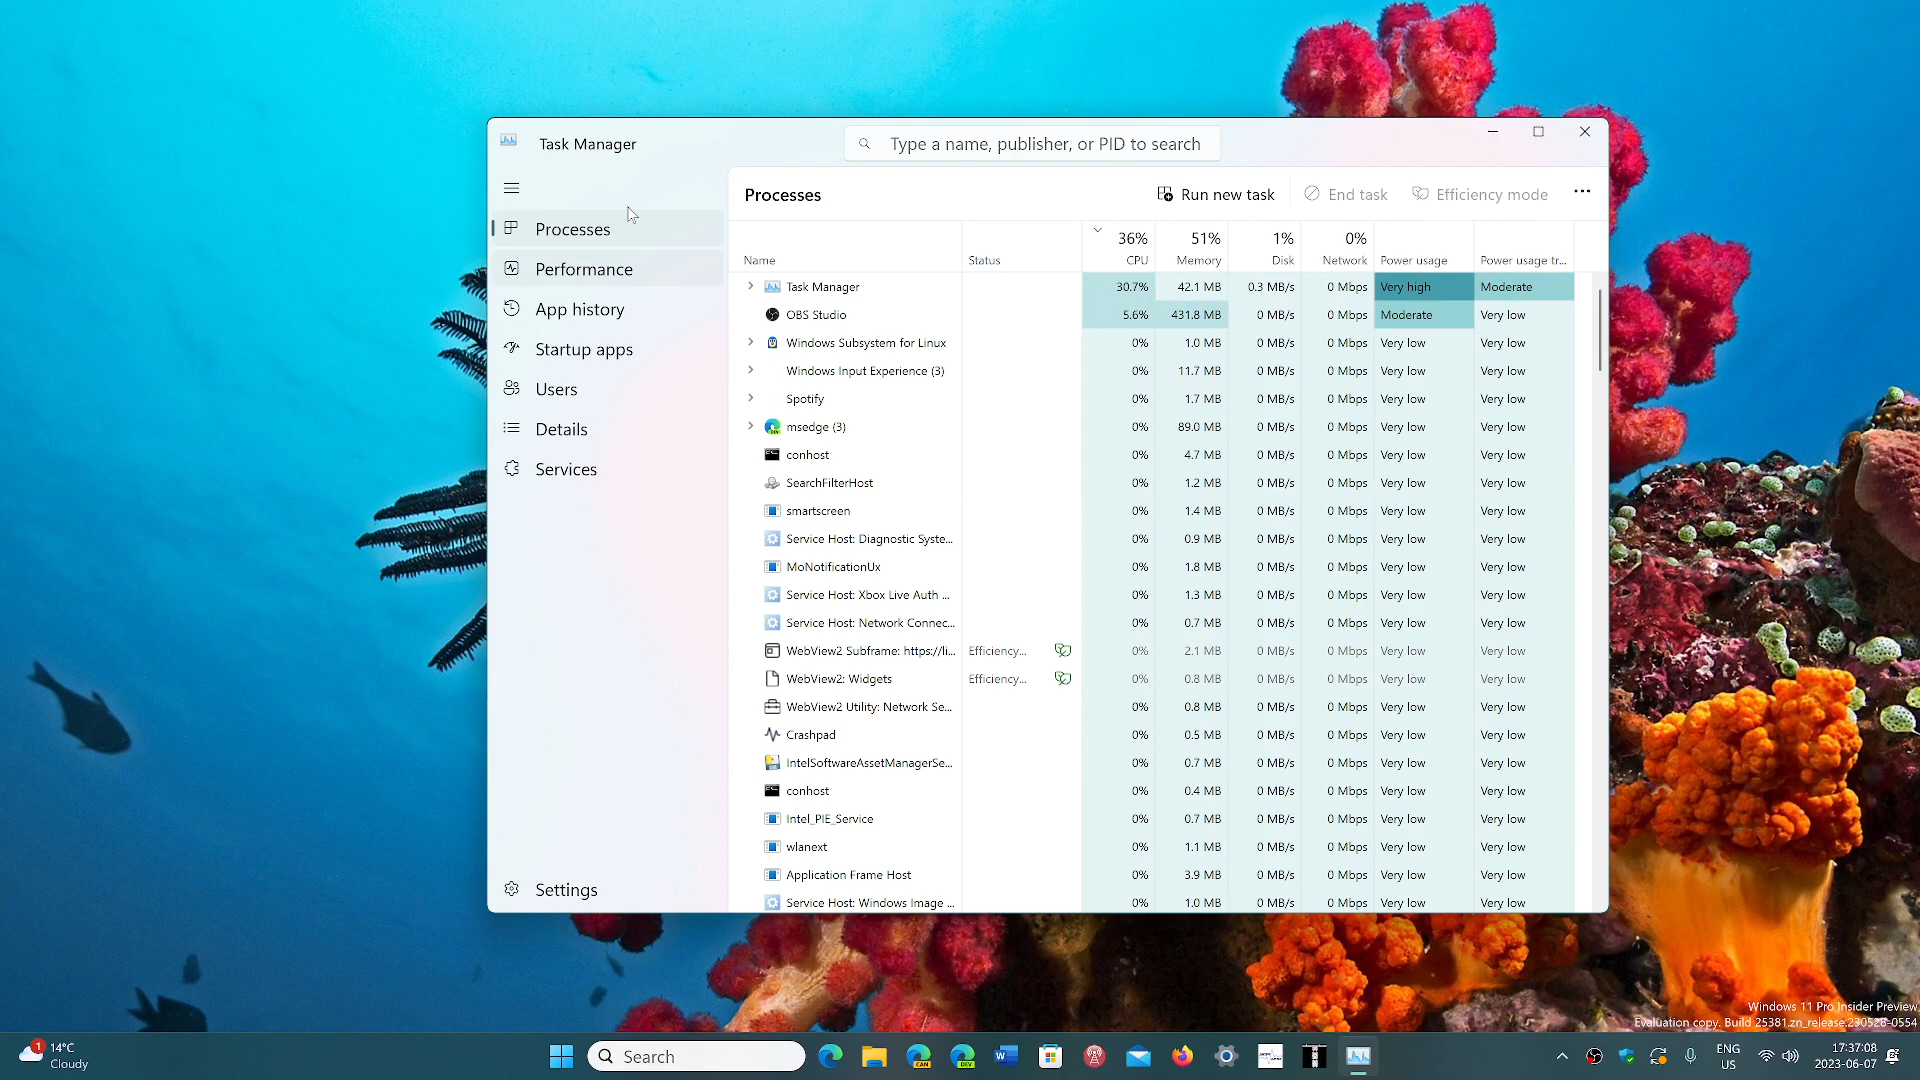 Task Manager
Type a name, publisher, or PID to search
Processes
Performance
App history
Startup apps
Users
Details
Services
Settings
Processes
Run new task
End task
Efficiency mode
36% 51% 1% 0%
Name Status CPU Memory Disk Network Power usage Power usage tr...
Task Manager 30.7% 42.1 MB 0.3 MB/s 0 Mbps Very high Moderate
OBS Studio 5.6% 431.8 MB 0 MB/s 0 Mbps Moderate Very low
Windows Subsystem for Linux 0% 1.0 MB 0 MB/s 0 Mbps Very low Very low
Windows Input Experience (3) 0% 11.7 MB 0 MB/s 0 Mbps Very low Very low
Spotify 0% 1.7 MB 0 MB/s 0 Mbps Very low Very low
msedge (3) 0% 89.0 MB 0 MB/s 0 Mbps Very low Very low
conhost 0% 4.7 MB 0 MB/s 0 Mbps Very low Very low
SearchFilterHost 0% 1.2 MB 0 MB/s 0 Mbps Very low Very low
smartscreen 0% 1.4 MB 0 MB/s 0 Mbps Very low Very low
Service Host: Diagnostic Syste... 0% 0.9 MB 0 MB/s 0 Mbps Very low Very low
MoNotificationUx 0% 1.8 MB 0 MB/s 0 Mbps Very low Very low
Service Host: Xbox Live Auth ... 0% 1.3 MB 0 MB/s 0 Mbps Very low Very low
Service Host: Network Connec... 0% 0.7 MB 0 MB/s 0 Mbps Very low Very low
WebView2 Subframe: https://li... Efficiency... 0% 2.1 MB 0 MB/s 0 Mbps Very low Very low
WebView2: Widgets Efficiency... 0% 0.8 MB 0 MB/s 0 Mbps Very low Very low
WebView2 Utility: Network Se... 0% 0.8 MB 0 MB/s 0 Mbps Very low Very low
Crashpad 0% 0.5 MB 0 MB/s 0 Mbps Very low Very low
IntelSoftwareAssetManagerSe... 0% 0.7 MB 0 MB/s 0 Mbps Very low Very low
conhost 0% 0.4 MB 0 MB/s 0 Mbps Very low Very low
Intel_PIE_Service 0% 0.7 MB 0 MB/s 0 Mbps Very low Very low
wlanext 0% 1.1 MB 0 MB/s 0 Mbps Very low Very low
Application Frame Host 0% 3.9 MB 0 MB/s 0 Mbps Very low Very low
Service Host: Windows Image ... 0% 1.0 MB 0 MB/s 0 Mbps Very low Very low
Windows 11 Pro Insider Preview
Evaluation copy. Build 25381.zn_release.230528-0554
1
14°C
Cloudy
Search
CAN
DEV
W
ENG
US
17:37:08
2023-06-07